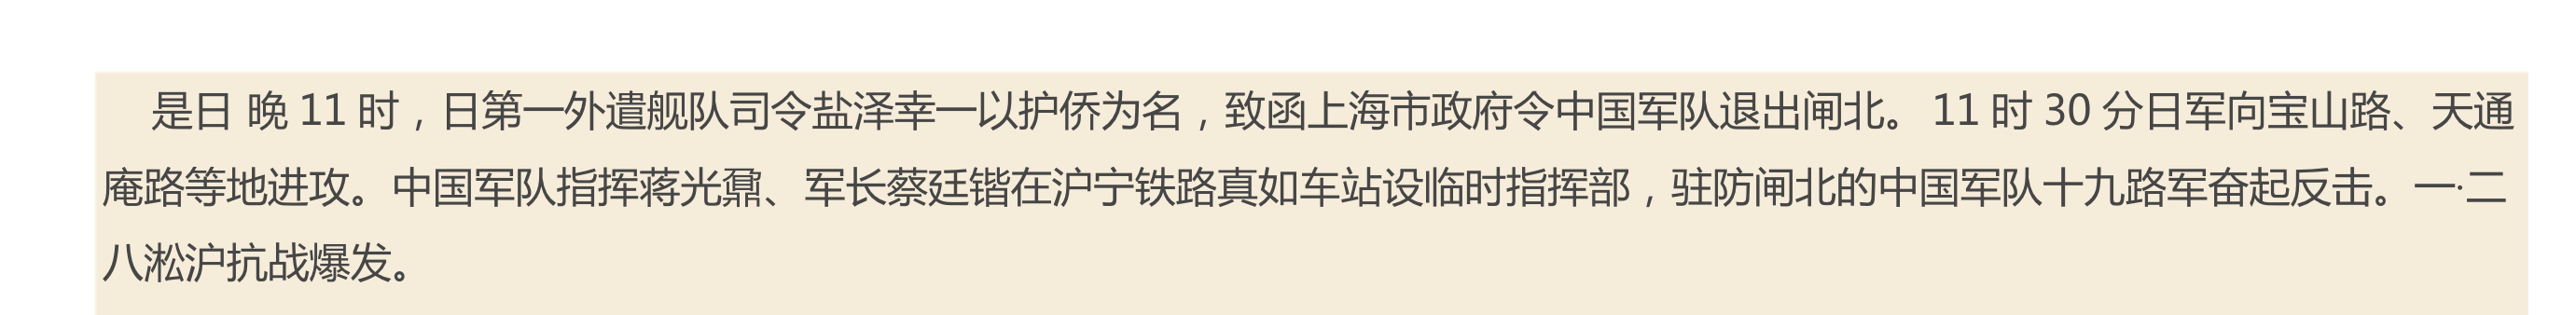 是日 晚 11 时，日第一外遣舰队司令盐泽幸一以护侨为名，致函上海市政府令中国军队退出闸北。 11 时 30 分日军向宝山路、天通
庵路等地进攻。中国军队指挥蒋光鼐、军长蔡廷锴在沪宁铁路真如车站设临时指挥部，驻防闸北的中国军队十九路军奋起反击。一·二
八淞沪抗战爆发。